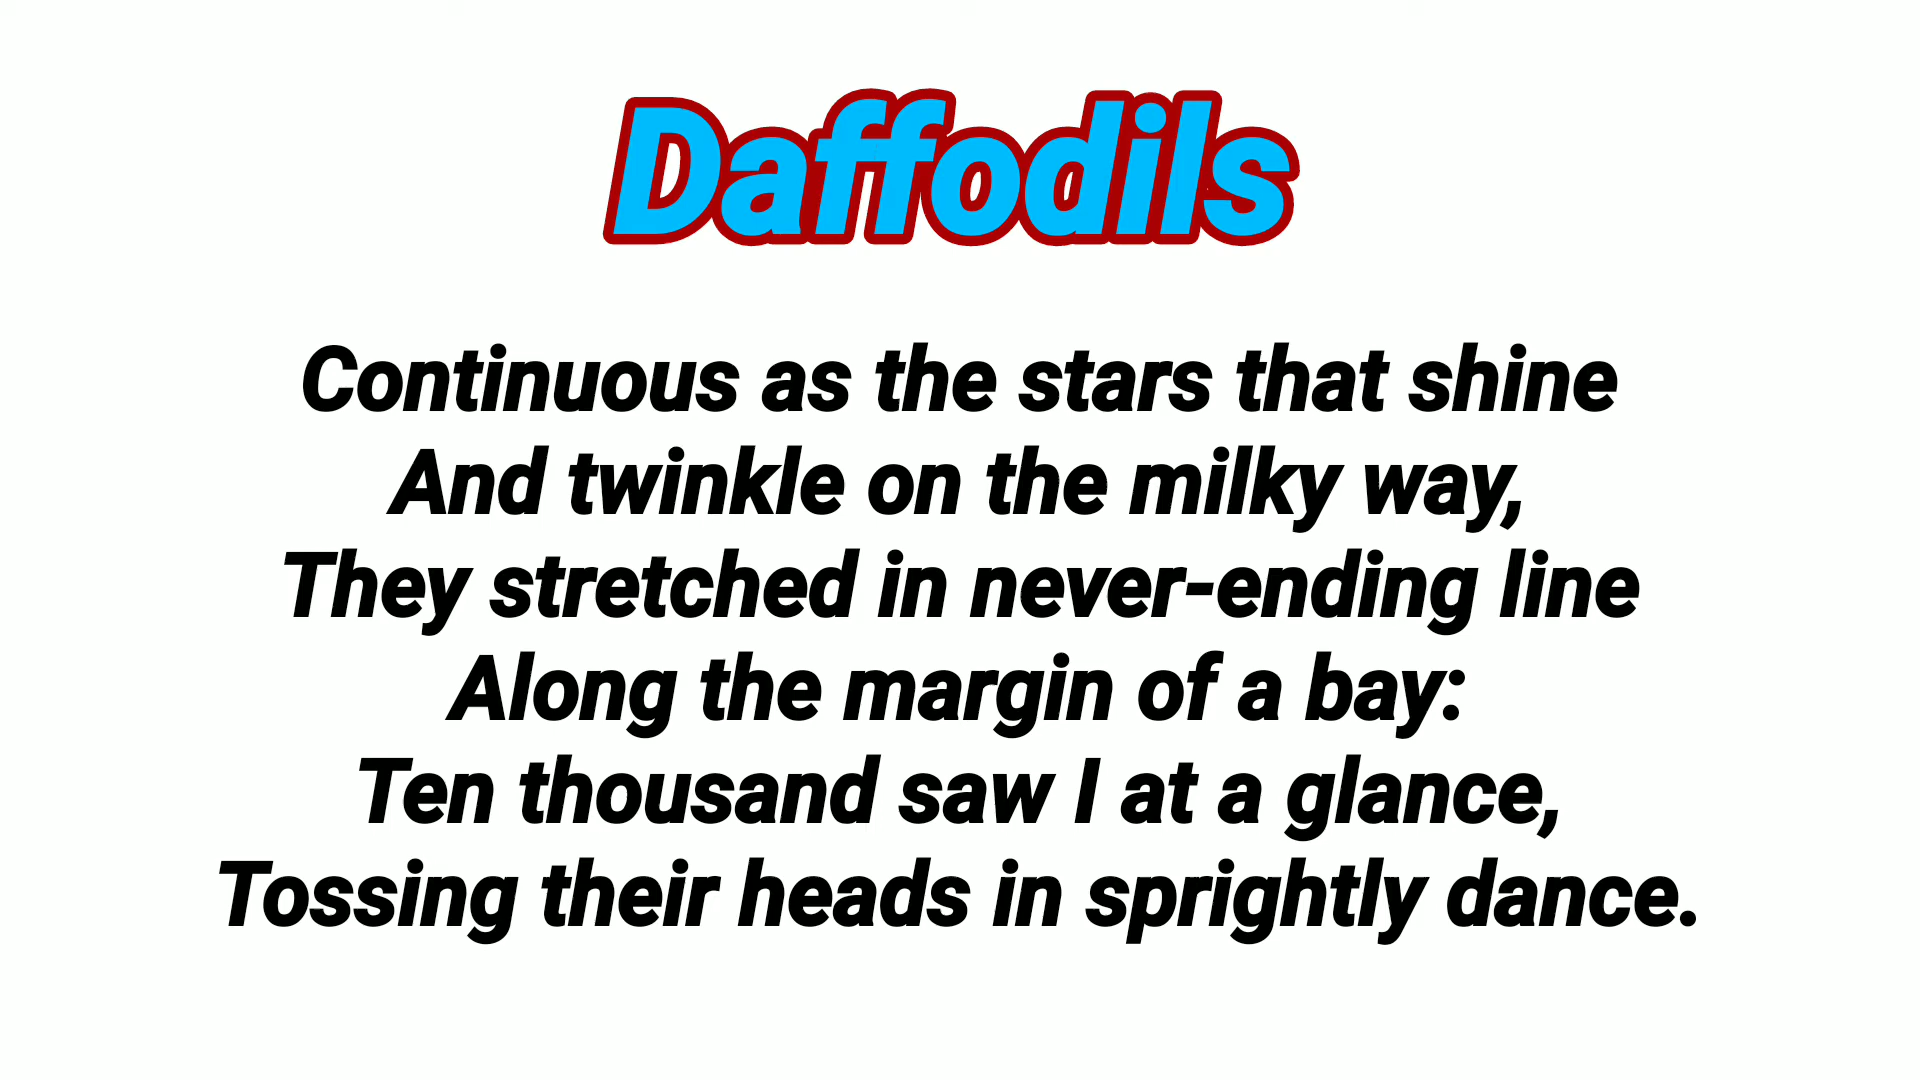 Daffodils
Continuous as the stars that shine
And twinkle on the milky way,
They stretched in never-ending line
Along the margin of a bay:
Ten thousand saw I at a glance,
Tossing their heads in sprightly dance.